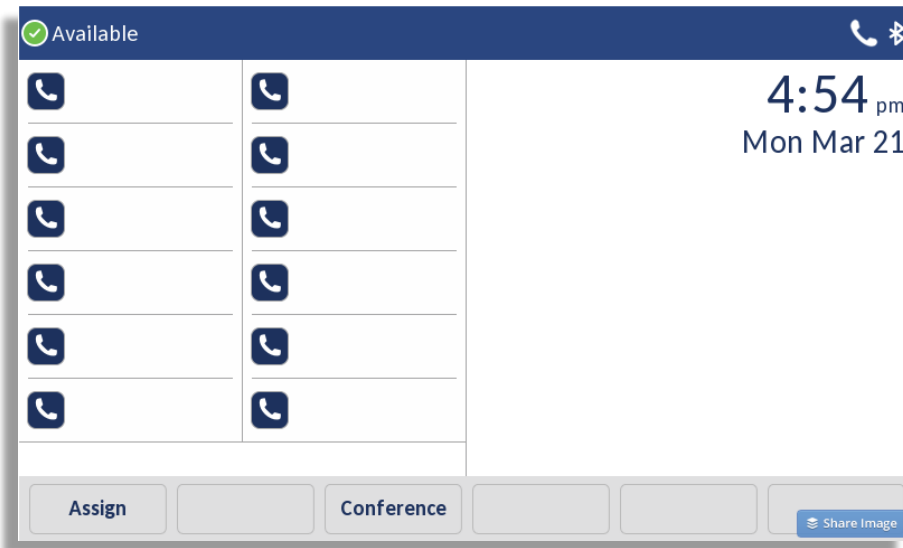 Available
4:54 pm
Mon Mar 21
Assign
Conference
Share Image